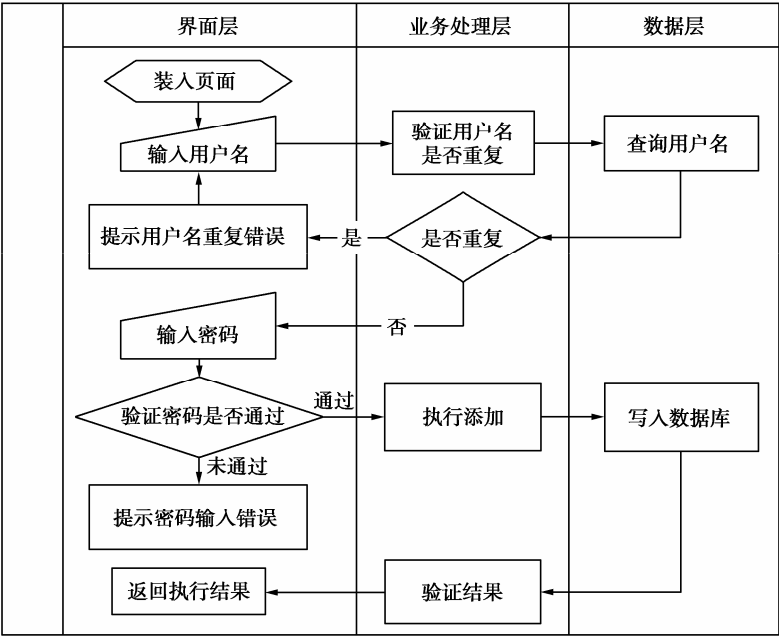 界面层
业务处理层
数据层
装入页面
输入用户名
验证用户名
是否重复
查询用户名
提示用户名重复错误
是
是否重复
输入密码
否
验证密码是否通过
通过
执行添加
写入数据库
未通过
提示密码输入错误
返回执行结果
验证结果